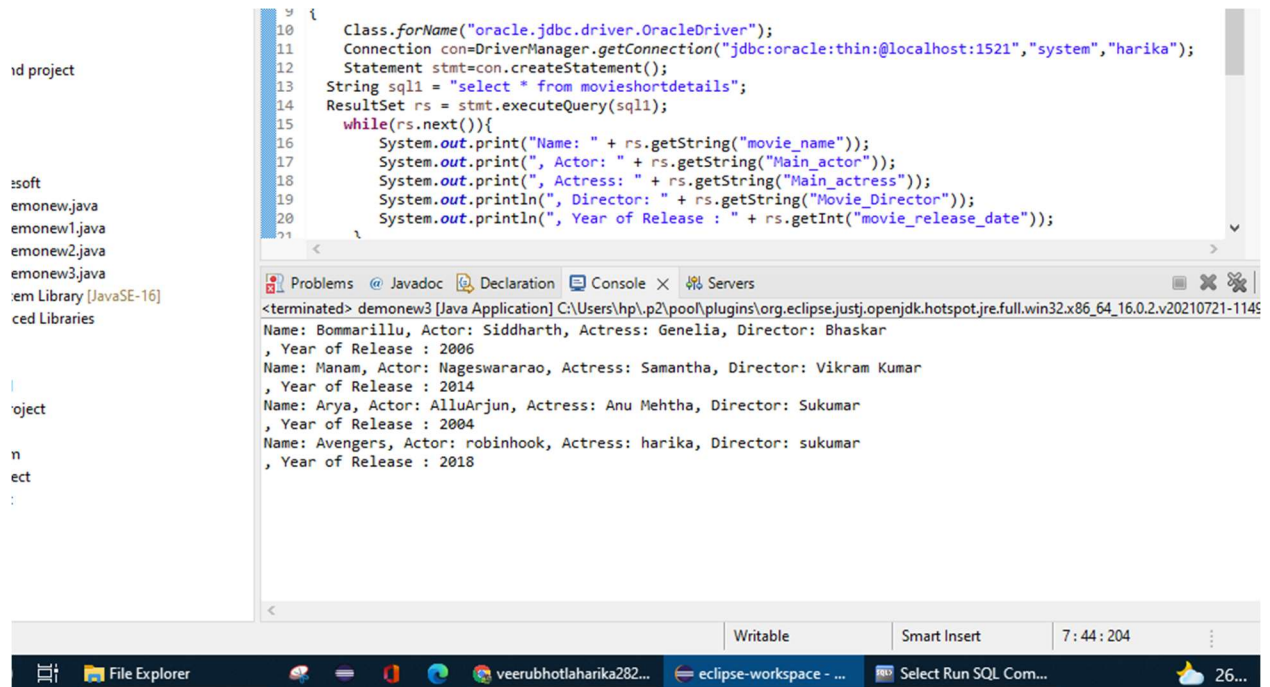 nd project
esoft
emonew.java
emonew1.java
emonew2.java
emonew3.java
tem Library [JavaSE-16]
ced Libraries
roject
m
ect
9 {
10 Class.forName("oracle.jdbc.driver.OracleDriver");
11 Connection con=DriverManager.getConnection("jdbc:oracle:thin:@localhost:1521","system","harika");
12 Statement stmt=con.createStatement();
13 String sql1 = "select * from movieshortdetails";
14 ResultSet rs = stmt.executeQuery(sql1);
15 while(rs.next()){
16 System.out.print("Name: " + rs.getString("movie_name"));
17 System.out.print(", Actor: " + rs.getString("Main_actor"));
18 System.out.print(", Actress: " + rs.getString("Main_actress"));
19 System.out.println(", Director: " + rs.getString("Movie_Director"));
20 System.out.println(", Year of Release : " + rs.getInt("movie_release_date"));
21 }
Problems @ Javadoc Declaration Console Servers
<terminated> demonew3 [Java Application] C:\Users\hp\.p2\pool\plugins\org.eclipse.justj.openjdk.hotspot.jre.full.win32.x86_64_16.0.2.v20210721-1149
Name: Bommarillu, Actor: Siddharth, Actress: Genelia, Director: Bhaskar
, Year of Release : 2006
Name: Manam, Actor: Nageswararao, Actress: Samantha, Director: Vikram Kumar
, Year of Release : 2014
Name: Arya, Actor: AlluArjun, Actress: Anu Mehtha, Director: Sukumar
, Year of Release : 2004
Name: Avengers, Actor: robinhook, Actress: harika, Director: sukumar
, Year of Release : 2018
Writable Smart Insert 7 : 44 : 204
File Explorer veerubhotlaharika282... eclipse-workspace - ... Select Run SQL Com... 26...